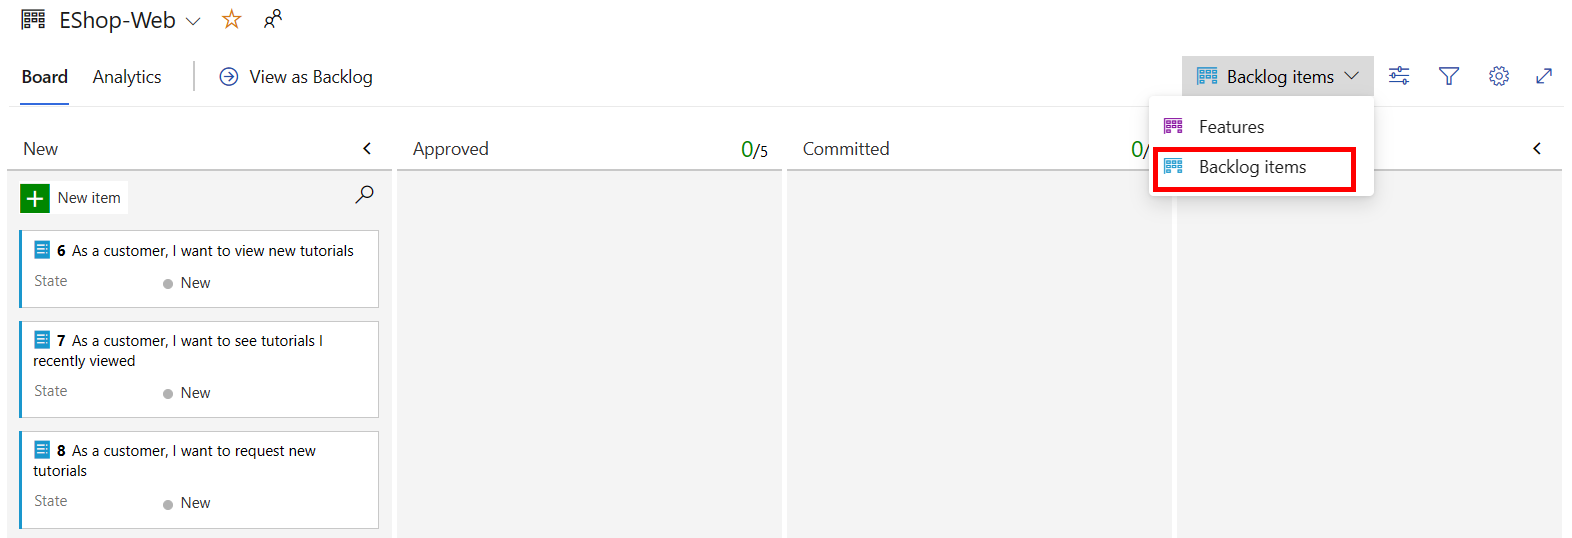 EShop-Web
Board Analytics View as Backlog Backlog items
Features
Backlog items
New Approved 0/5 Committed 0/
New item
6 As a customer, I want to view new tutorials
State New
7 As a customer, I want to see tutorials I
recently viewed
State New
8 As a customer, I want to request new
tutorials
State New